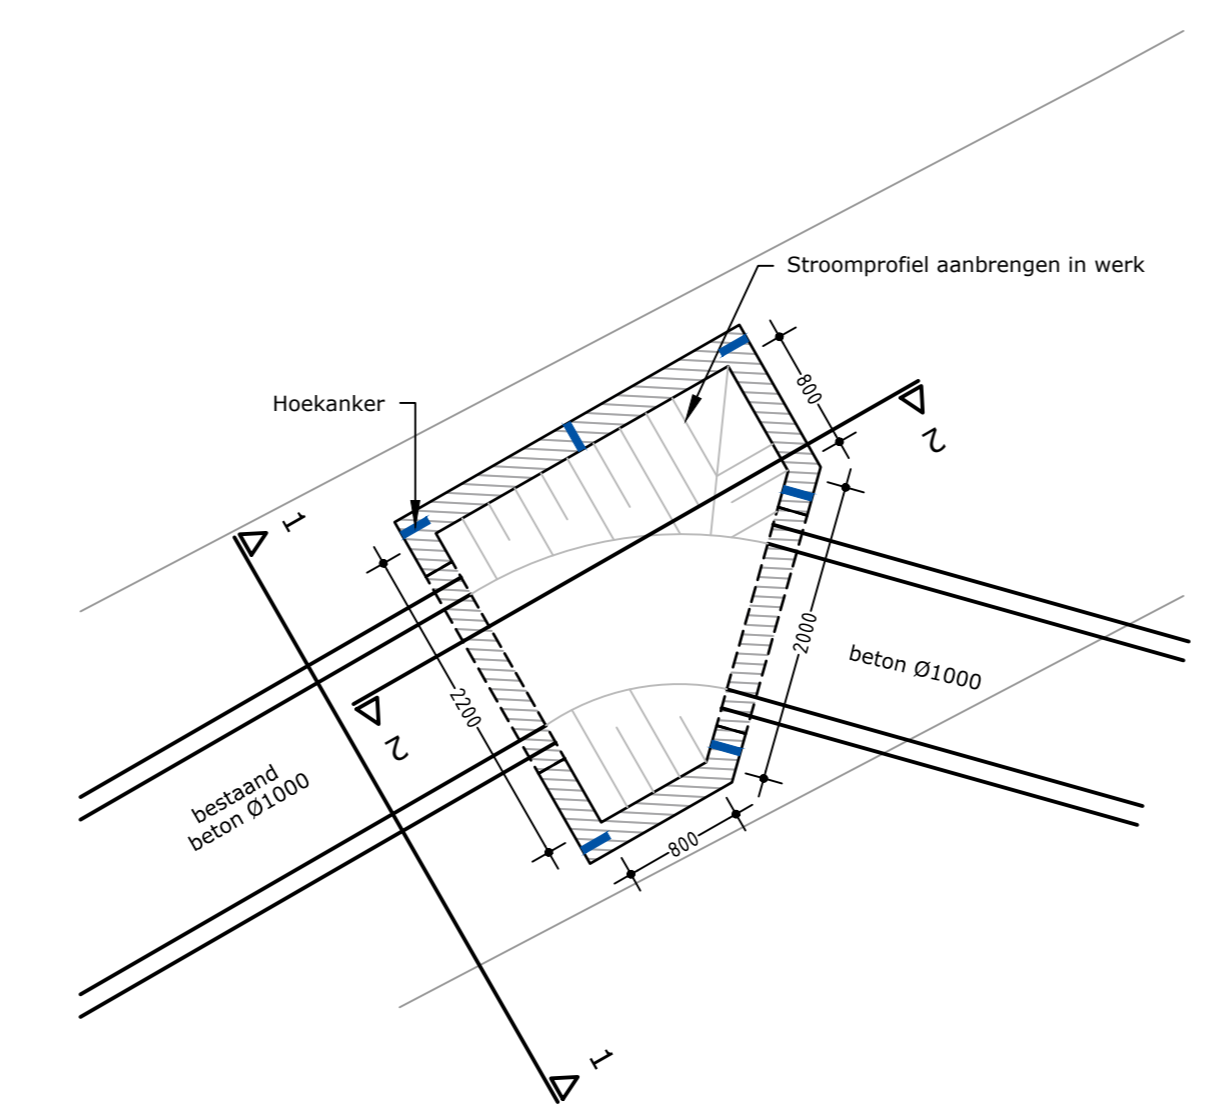 Stroomprofiel aanbrengen in werk
800
Hoekanker
2
1
2000
beton Ø1000
2200
2
bestaand
beton Ø1000
800
1